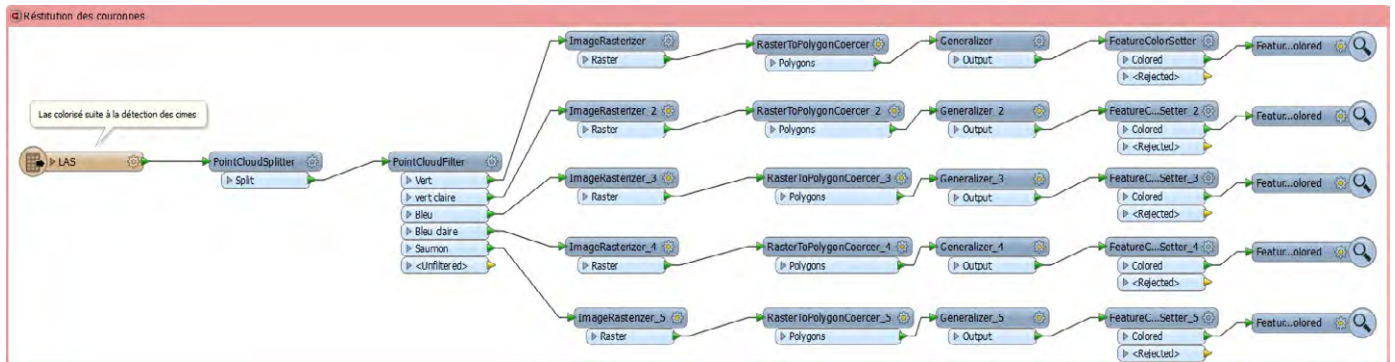 Réstitution des couronnes
Las colorisé suite à la détection des cimes
LAS
PointCloudSplitter
Split
PointCloudFilter
Vert
vert claire
Bleu
Bleu claire
Saumon
<Unfiltered>
ImageRasterizer
Raster
RasterToPolygonCoercer
Polygons
Generalizer
Output
FeatureColorSetter
Colored
<Rejected>
Featur...olored
ImageRasterizer_2
Raster
RasterToPolygonCoercer_2
Polygons
Generalizer_2
Output
FeatureC...Setter_2
Colored
<Rejected>
Featur...olored
ImageRasterizer_3
Raster
RasterToPolygonCoercer_3
Polygons
Generalizer_3
Output
FeatureC...Setter_3
Colored
<Rejected>
Featur...olored
ImageRasterizer_4
Raster
RasterToPolygonCoercer_4
Polygons
Generalizer_4
Output
FeatureC...Setter_4
Colored
<Rejected>
Featur...olored
ImageRasterizer_5
Raster
RasterToPolygonCoercer_5
Polygons
Generalizer_5
Output
FeatureC...Setter_5
Colored
<Rejected>
Featur...olored